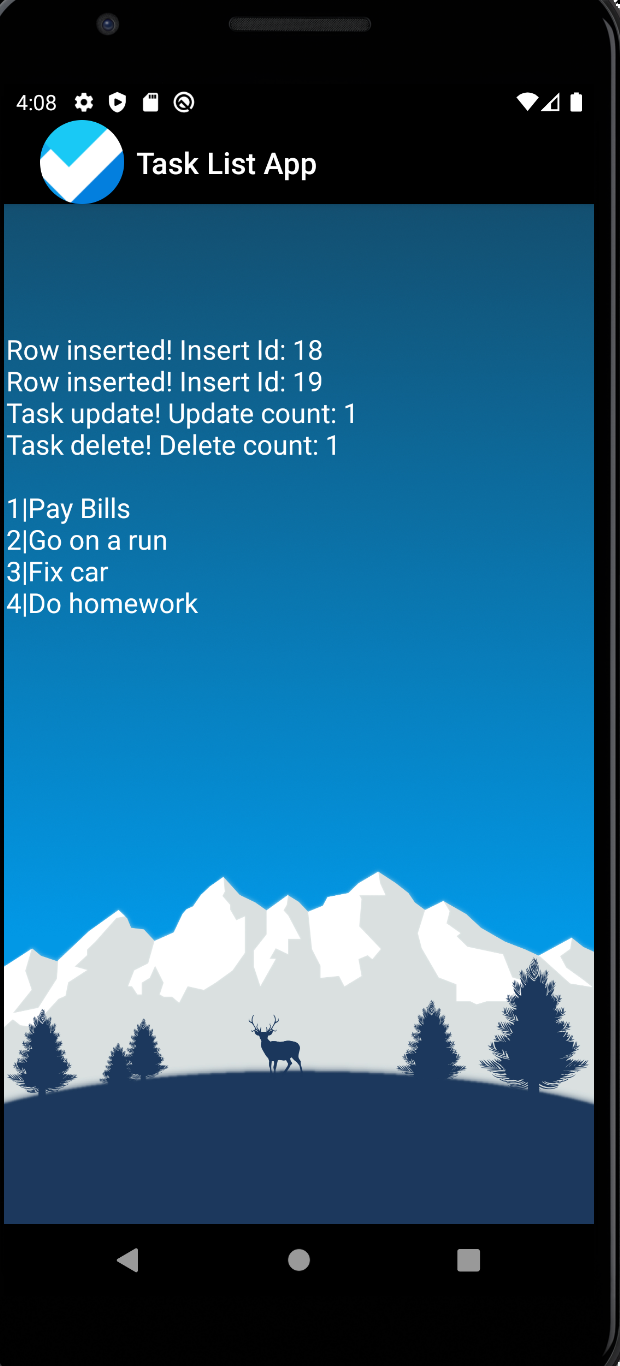 4:08
Task List App
Row inserted! Insert Id: 18
Row inserted! Insert Id: 19
Task update! Update count: 1
Task delete! Delete count: 1
1|Pay Bills
2|Go on a run
3|Fix car
4|Do homework